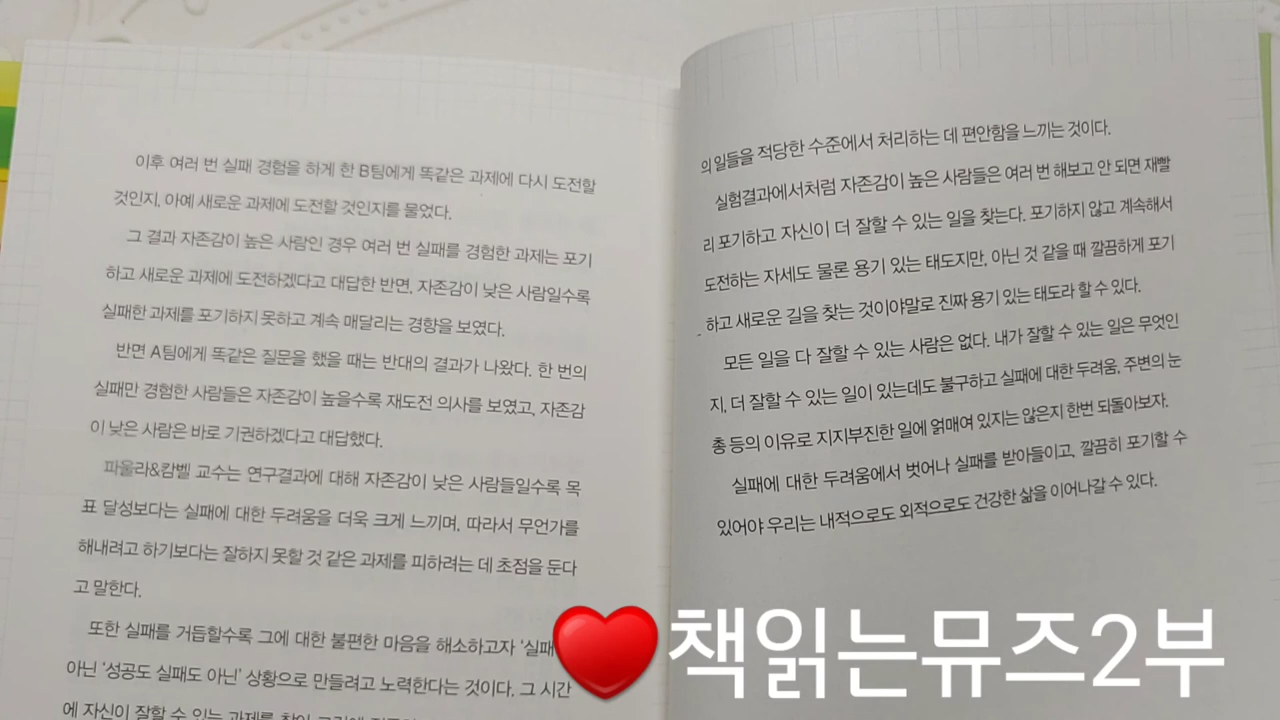 이후 여러 번 실패 경험을 하게 한 B팀에게 똑같은 과제에 다시 도전할
것인지, 아예 새로운 과제에 도전할 것인지를 물었다.
그 결과 자존감이 높은 사람인 경우 여러 번 실패를 경험한 과제는 포기
하고 새로운 과제에 도전하겠다고 대답한 반면, 자존감이 낮은 사람일수록
실패한 과제를 포기하지 못하고 계속 매달리는 경향을 보였다.
반면 A팀에게 똑같은 질문을 했을 때는 반대의 결과가 나왔다. 한 번의
실패만 경험한 사람들은 자존감이 높을수록 재도전 의사를 보였고, 자존감
이 낮은 사람은 바로 기권하겠다고 대답했다.
파울라&캄벨 교수는 연구결과에 대해 자존감이 낮은 사람들일수록 목
표 달성보다는 실패에 대한 두려움을 더욱 크게 느끼며, 따라서 무언가를
해내려고 하기보다는 잘하지 못할 것 같은 과제를 피하려는 데 초점을 둔다
고 말한다.
또한 실패를 거듭할수록 그에 대한 불편한 마음을 해소하고자 ‘실패
아닌 ‘성공도 실패도 아닌’ 상황으로 만들려고 노력한다는 것이다. 그 시간
에 자신이 잘할 수 있는 과제를 찾아
의 일들을 적당한 수준에서 처리하는 데 편안함을 느끼는 것이다.
실험결과에서처럼 자존감이 높은 사람들은 여러 번 해보고 안 되면 재빨
리 포기하고 자신이 더 잘할 수 있는 일을 찾는다. 포기하지 않고 계속해서
도전하는 자세도 물론 용기 있는 태도지만, 아닌 것 같을 때 깔끔하게 포기
하고 새로운 길을 찾는 것이야말로 진짜 용기 있는 태도라 할 수 있다.
모든 일을 다 잘할 수 있는 사람은 없다. 내가 잘할 수 있는 일은 무엇인
지, 더 잘할 수 있는 일이 있는데도 불구하고 실패에 대한 두려움, 주변의 눈
총 등의 이유로 지지부진한 일에 얽매여 있지는 않은지 한번 되돌아보자.
실패에 대한 두려움에서 벗어나 실패를 받아들이고, 깔끔히 포기할 수
있어야 우리는 내적으로도 외적으로도 건강한 삶을 이어나갈 수 있다.
❤책읽는뮤즈2부